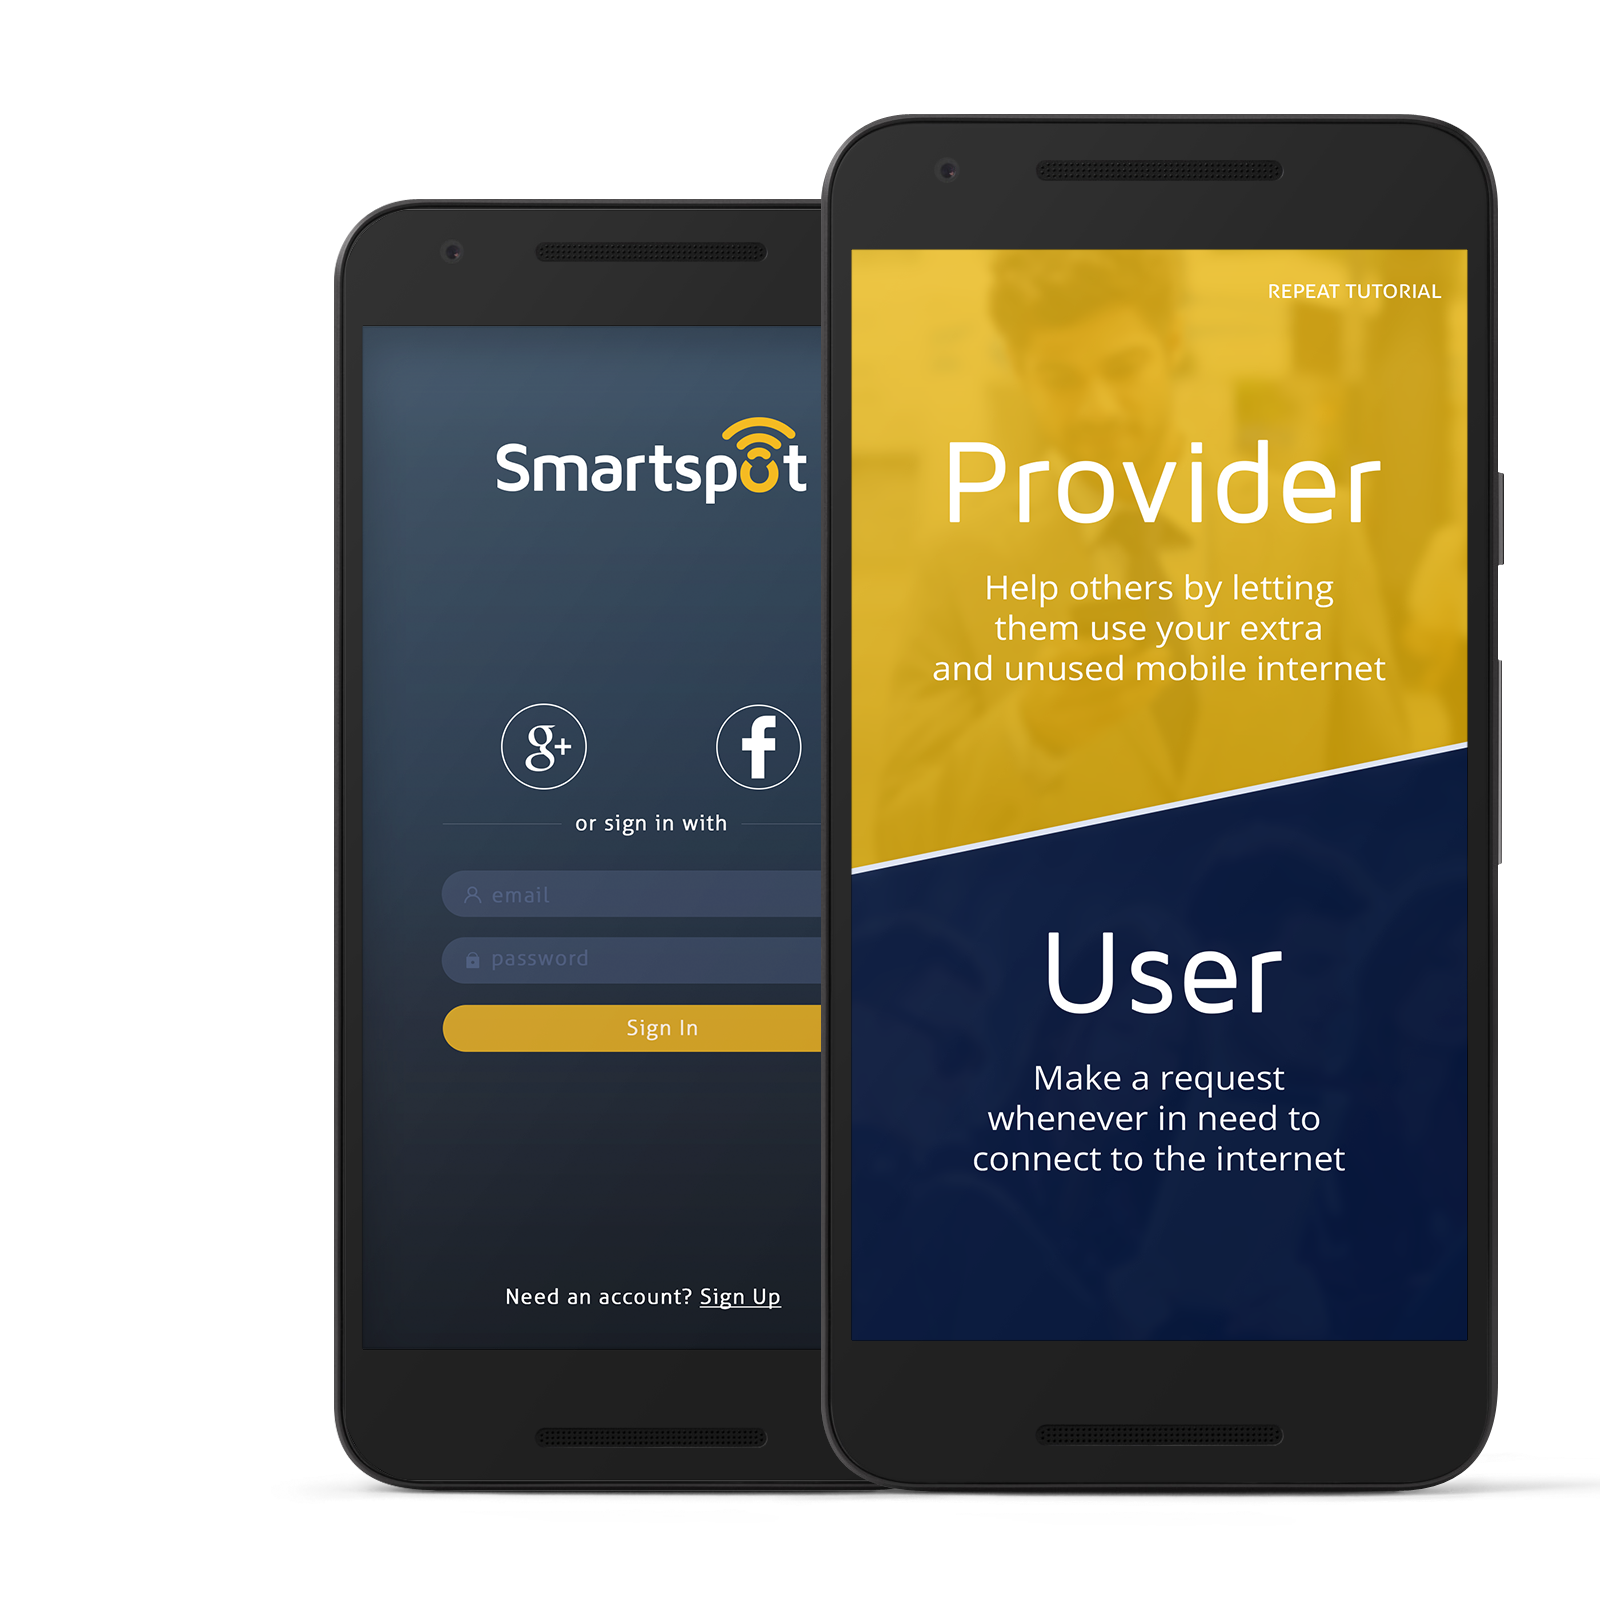 Smartspot
g+
f
or sign in with
email
password
Sign In
Need an account? Sign Up
REPEAT TUTORIAL
Provider
Help others by letting
them use your extra
and unused mobile internet
User
Make a request
whenever in need to
connect to the internet